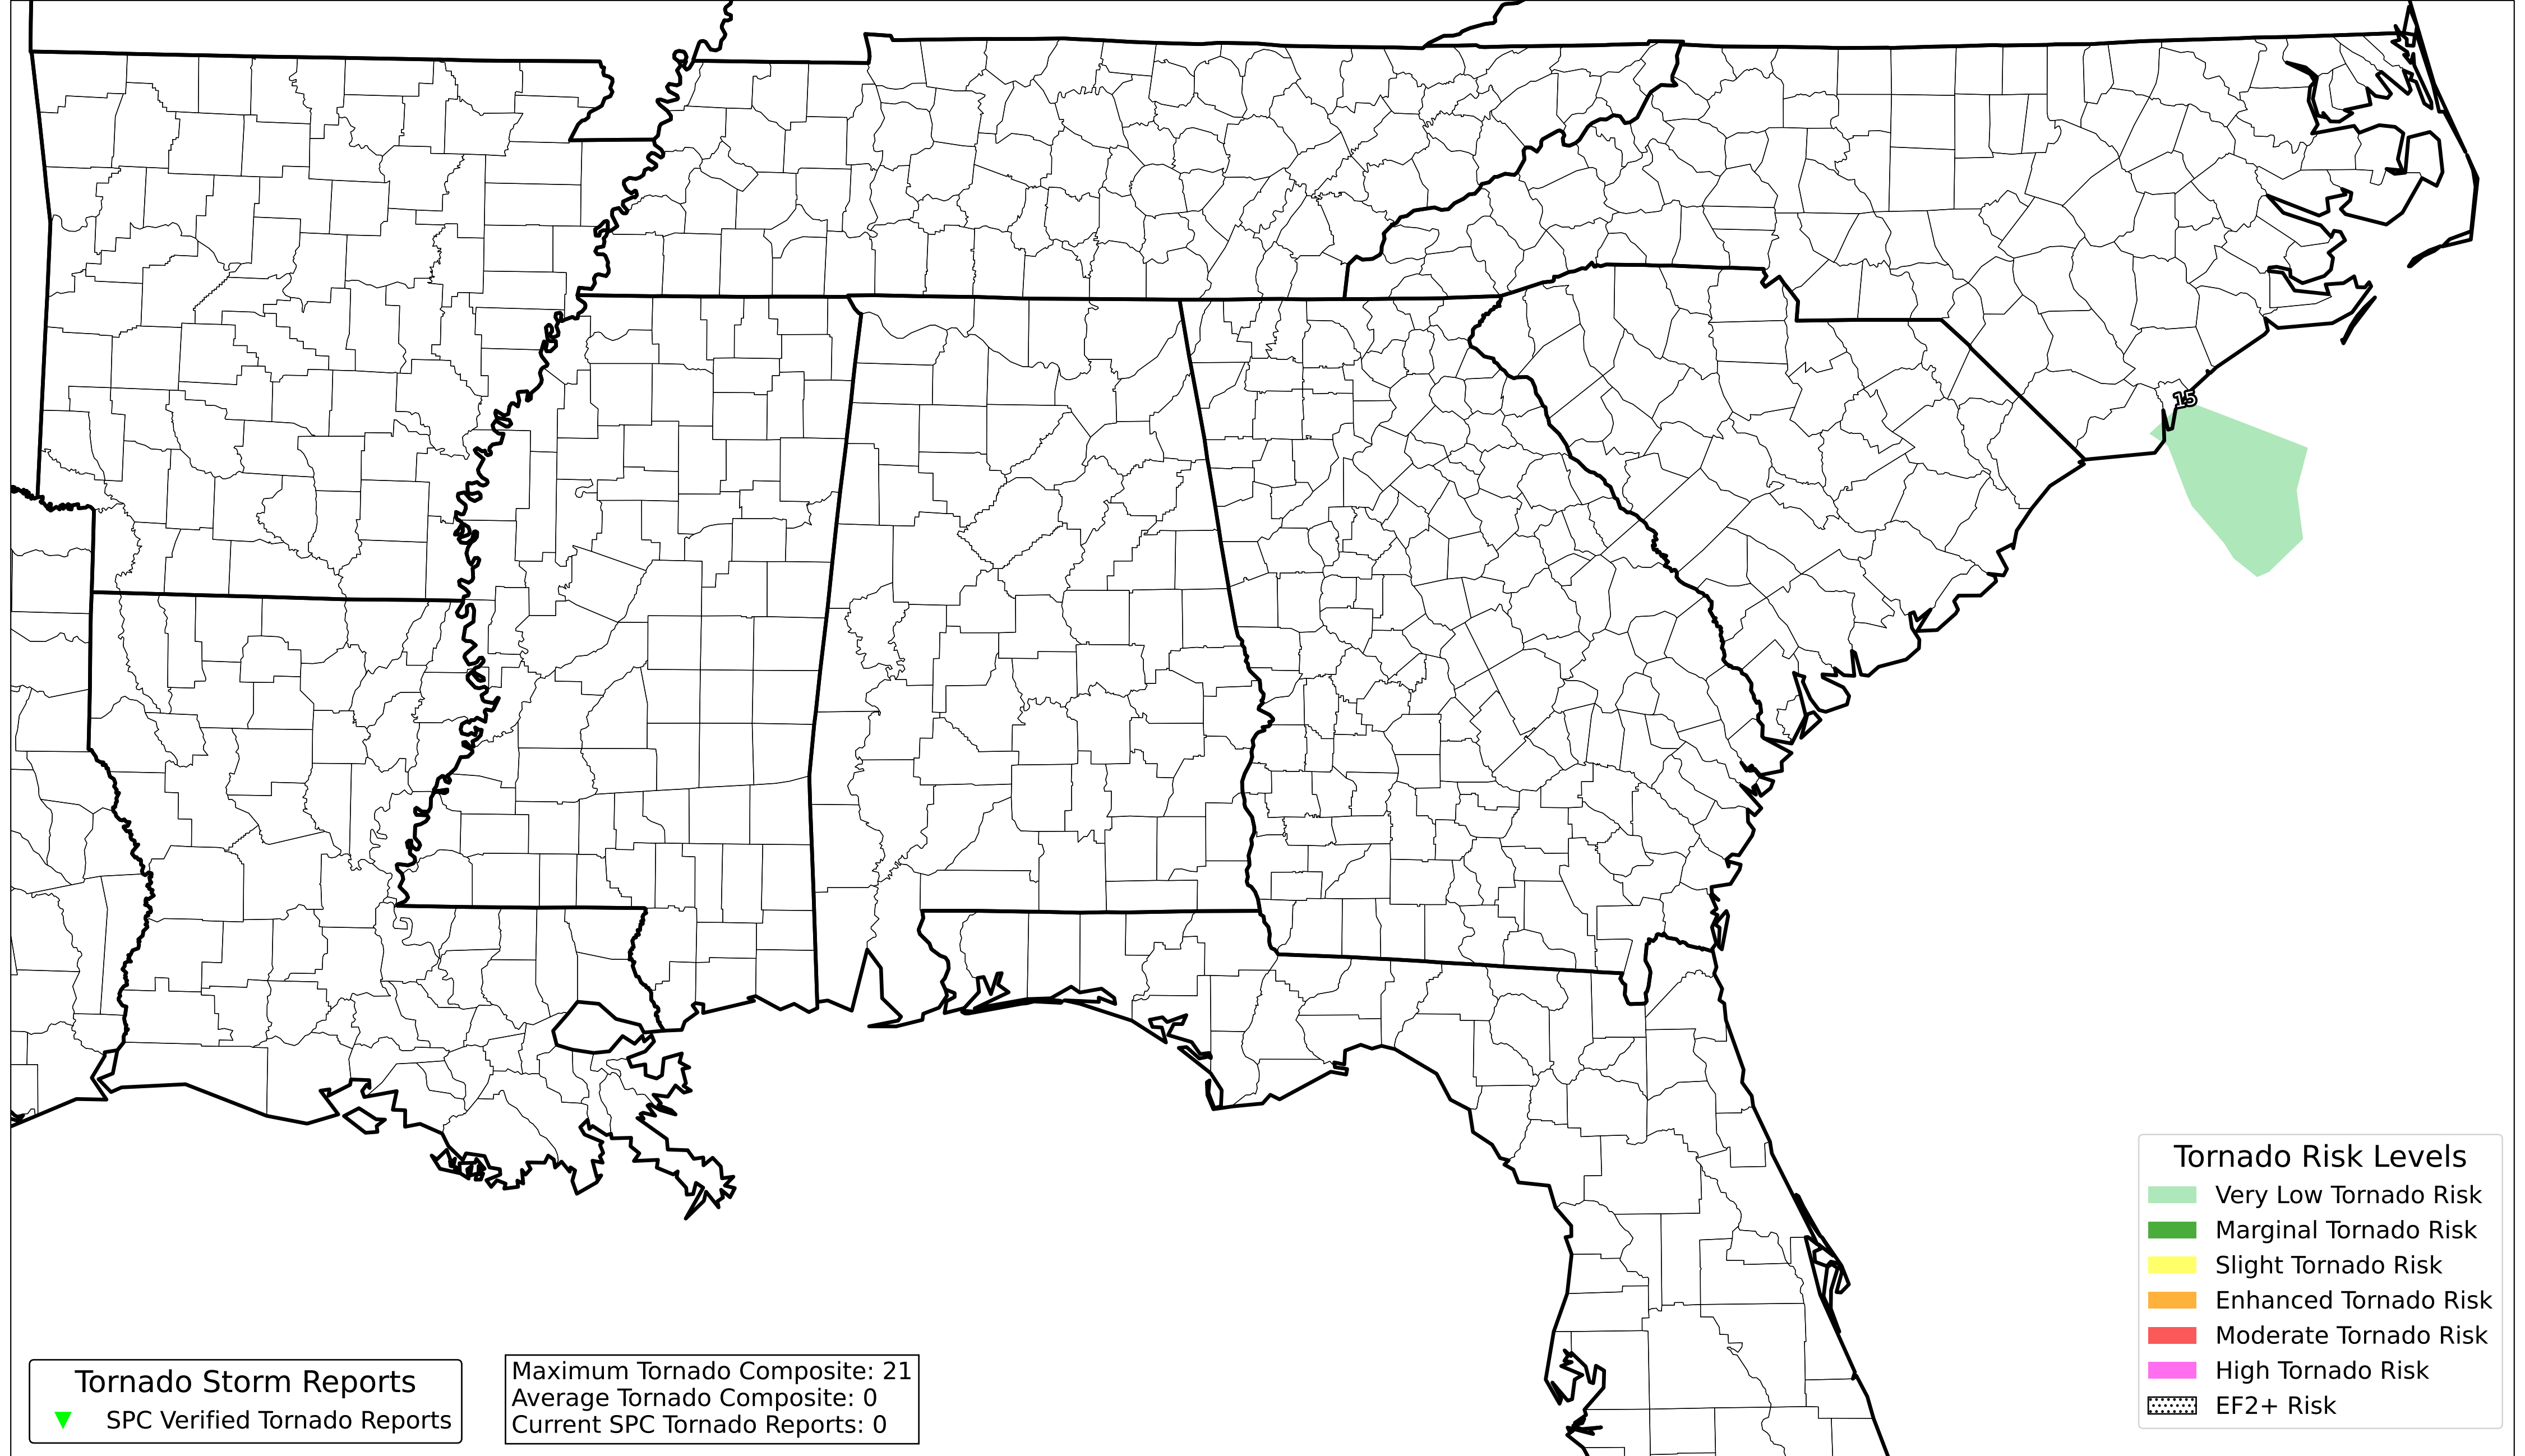 15
Tornado Risk Levels
Very Low Tornado Risk
Marginal Tornado Risk
Slight Tornado Risk
Enhanced Tornado Risk
Moderate Tornado Risk
High Tornado Risk
EF2+ Risk
Tornado Storm Reports
SPC Verified Tornado Reports
Maximum Tornado Composite: 21
Average Tornado Composite: 0
Current SPC Tornado Reports: 0